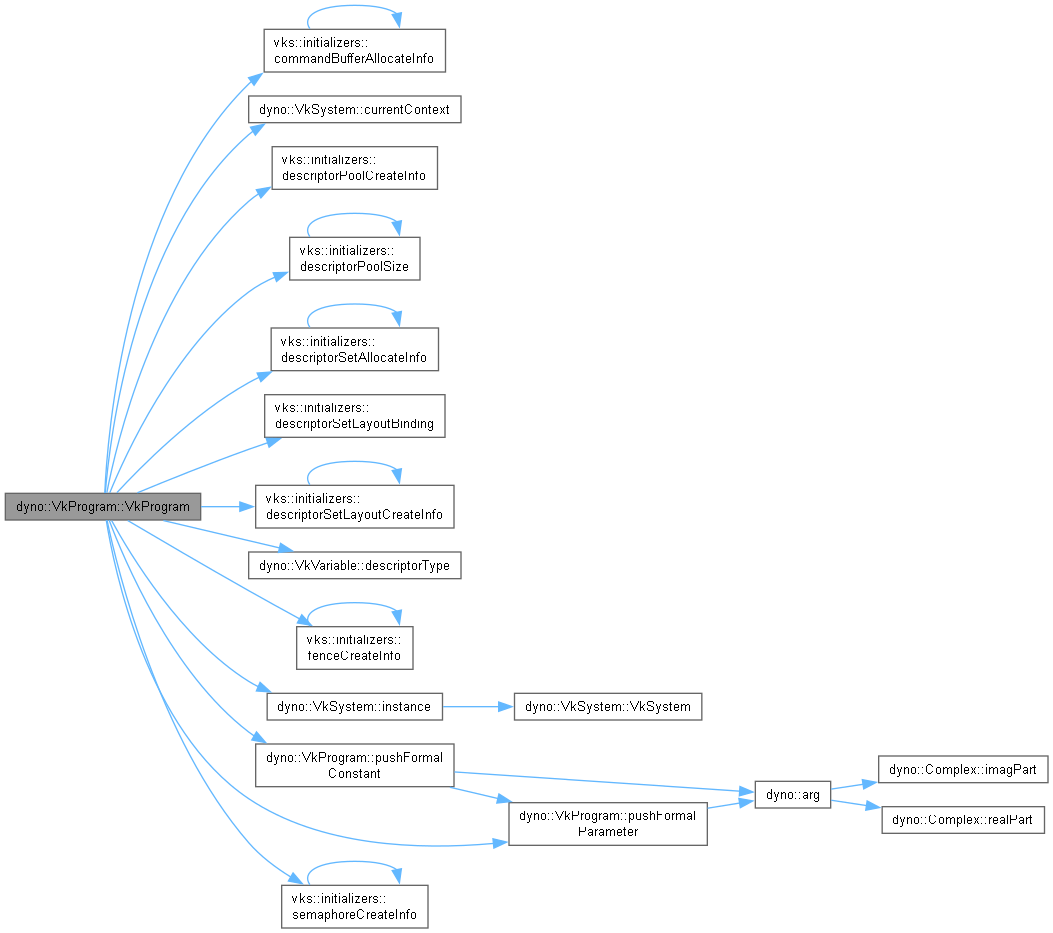 vks::initializers::
commandBufferAllocateInfo
dyno::VkSystem::currentContext
vks::initializers::
descriptorPoolCreateInfo
vks::initializers::
descriptorPoolSize
vks::initializers::
descriptorSetAllocateInfo
vks::initializers::
descriptorSetLayoutBinding
dyno::VkProgram::VkProgram
vks::initializers::
descriptorSetLayoutCreateInfo
dyno::VkVariable::descriptorType
vks::initializers::
fenceCreateInfo
dyno::VkSystem::instance
dyno::VkSystem::VkSystem
dyno::VkProgram::pushFormal
Constant
dyno::VkProgram::pushFormal
Parameter
dyno::arg
dyno::Complex::imagPart
dyno::Complex::realPart
vks::initializers::
semaphoreCreateInfo